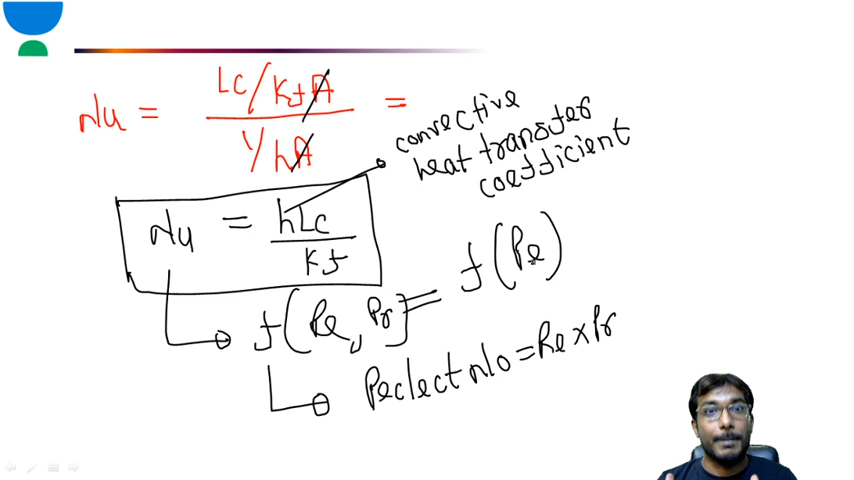 Nu = Lc/KfA / 1/hA =
convective
heat transfer
coefficient
Nu = hLc / Kf
f(Re, Pr) = f(Pe)
Peclect No = Re × Pr